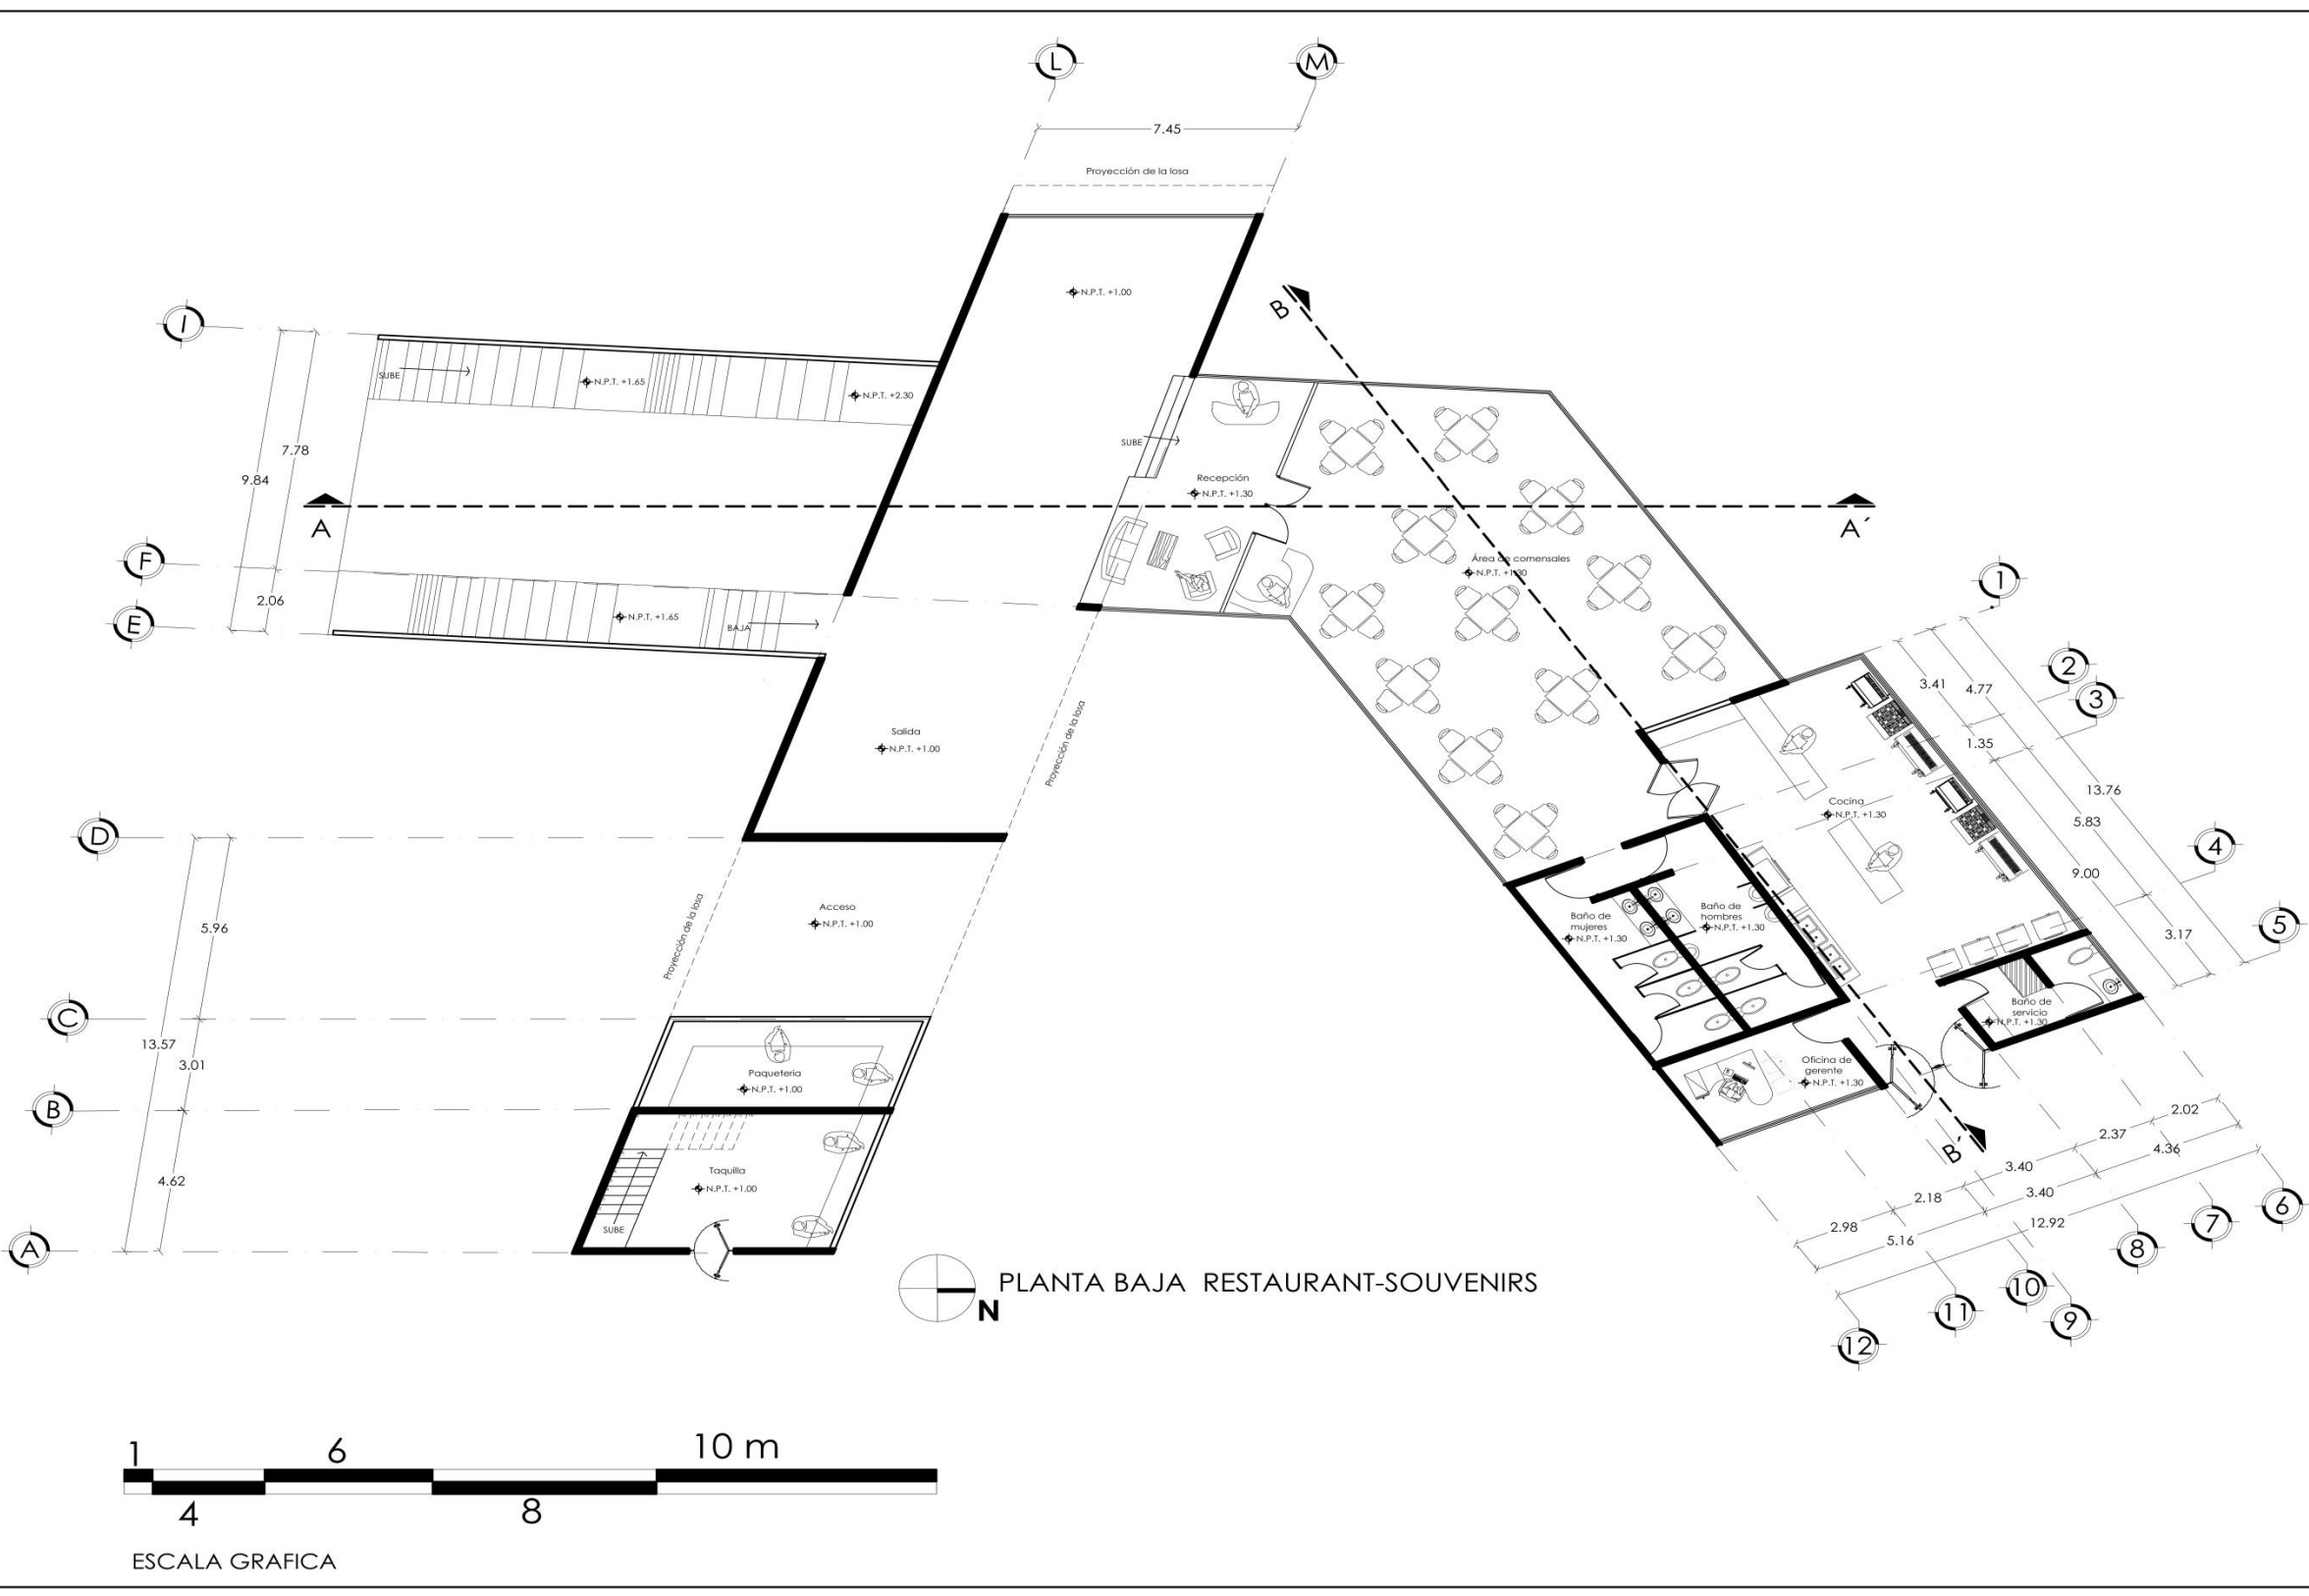 L
M
7.45
Proyección de la losa
N.P.T. +1.00
B
I
SUBE
N.P.T. +1.65
N.P.T. +2.30
7.78
9.84
SUBE
Recepción
N.P.T. +1.30
A
A´
F
Área de comensales
N.P.T. +1.30
1
2.06
E
N.P.T. +1.65
BAJA
2
3.41
4.77
3
Salida
N.P.T. +1.00
Proyección de la losa
1.35
13.76
Cocina
N.P.T. +1.30
5.83
D
4
9.00
Proyección de la losa
Acceso
N.P.T. +1.00
5.96
Baño de
mujeres
N.P.T. +1.30
Baño de
hombres
N.P.T. +1.30
5
3.17
C
13.57
3.01
Baño de
servicio
N.P.T. +1.30
Paqueteria
N.P.T. +1.00
Oficina de
gerente
N.P.T. +1.30
B
2.02
2.37
4.36
B'
Taquilla
N.P.T. +1.00
4.62
SUBE
3.40
2.18
3.40
2.98
12.92
5.16
6
7
8
A
10
11
9
12
N
PLANTA BAJA RESTAURANT-SOUVENIRS
1
6
10 m
4
8
ESCALA GRAFICA